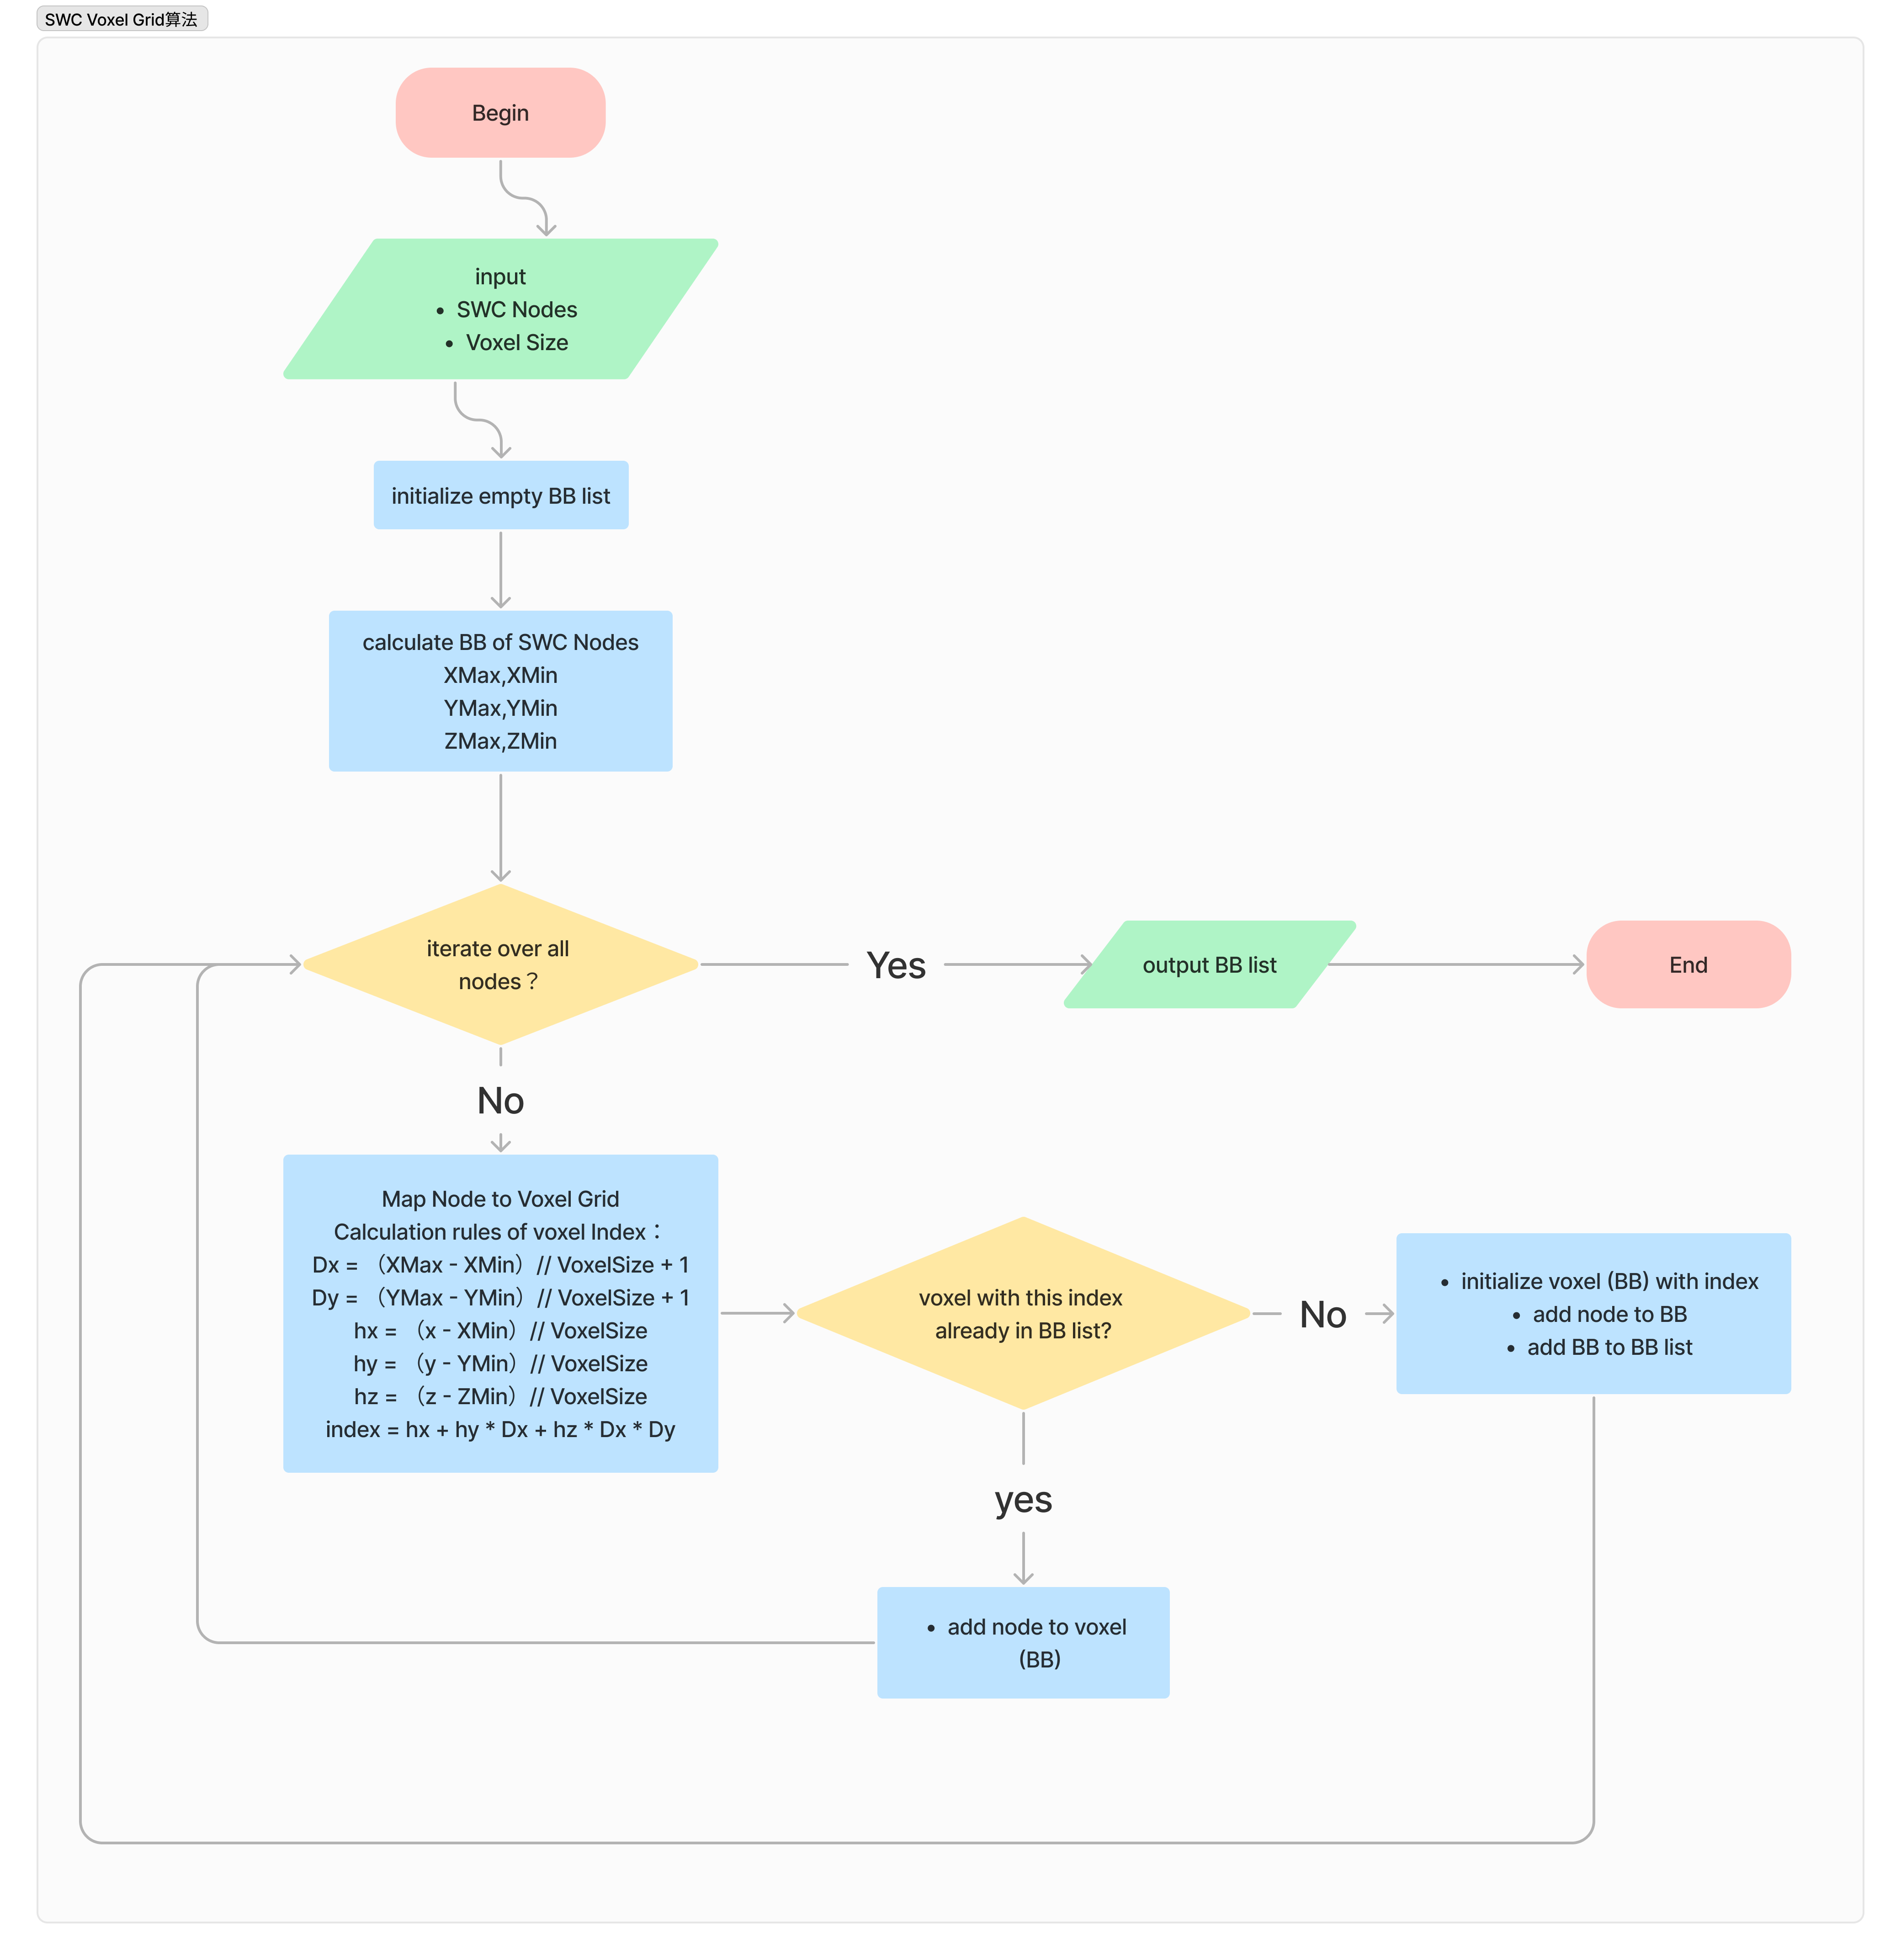 SWC Voxel Grid算法
Begin
input
• SWC Nodes
• Voxel Size
initialize empty BB list
calculate BB of SWC Nodes
XMax,XMin
YMax,YMin
ZMax,ZMin
iterate over all
nodes？
Yes
output BB list
End
No
Map Node to Voxel Grid
Calculation rules of voxel Index：
Dx = （XMax - XMin）// VoxelSize + 1
Dy = （YMax - YMin）// VoxelSize + 1
hx = （x - XMin）// VoxelSize
hy = （y - YMin）// VoxelSize
hz = （z - ZMin）// VoxelSize
index = hx + hy * Dx + hz * Dx * Dy
voxel with this index
already in BB list?
No
• initialize voxel (BB) with index
• add node to BB
• add BB to BB list
yes
• add node to voxel
(BB)